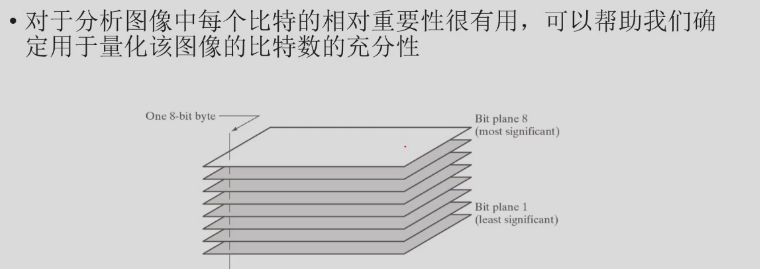 • 对于分析图像中每个比特的相对重要性很有用，可以帮助我们确
定用于量化该图像的比特数的充分性
One 8-bit byte
Bit plane 8
(most significant)
Bit plane 1
(least significant)